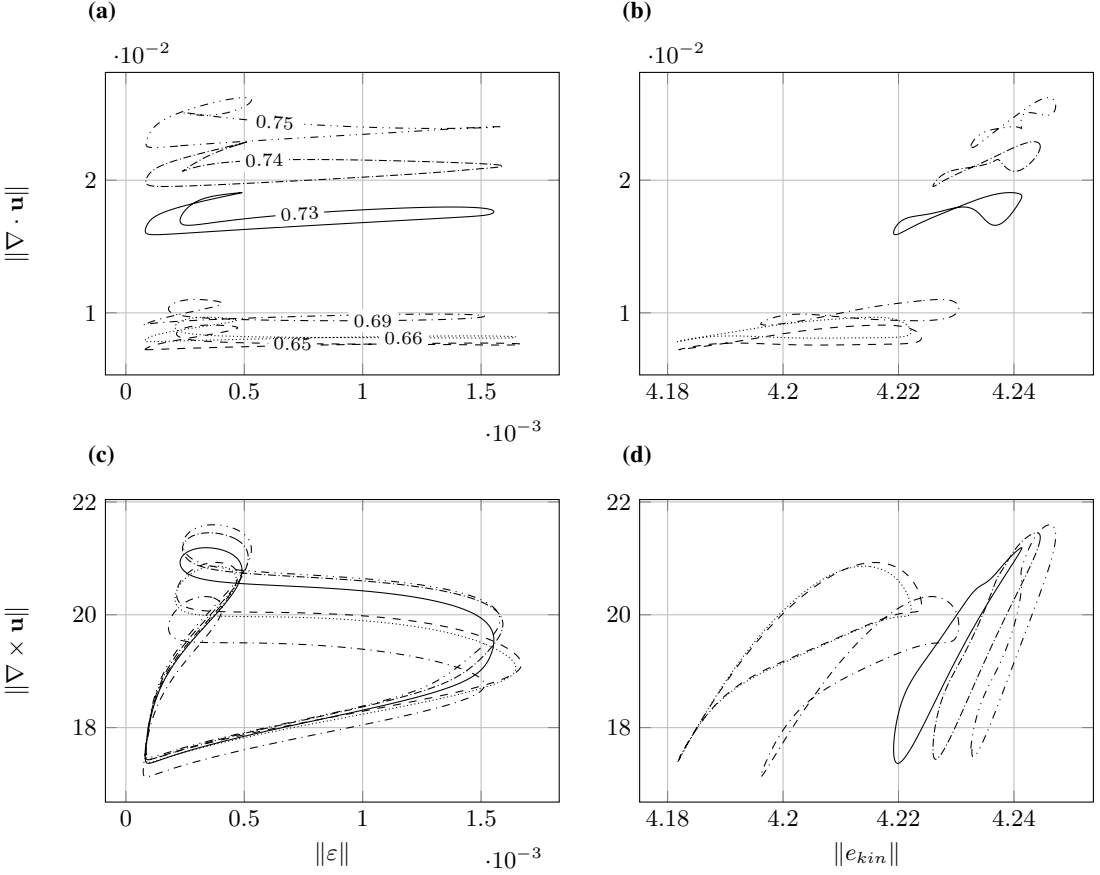 (a)
(b)
·10⁻²
·10⁻²
‖∇ · u‖
2
1
0.75
0.74
0.73
0.69
0.66
0.65
2
1
0 0.5 1 1.5
·10⁻³
4.18 4.2 4.22 4.24
(c)
(d)
‖∇ × u‖
22
20
18
22
20
18
0 0.5 1 1.5
·10⁻³
‖ε‖
4.18 4.2 4.22 4.24
‖e_kin‖